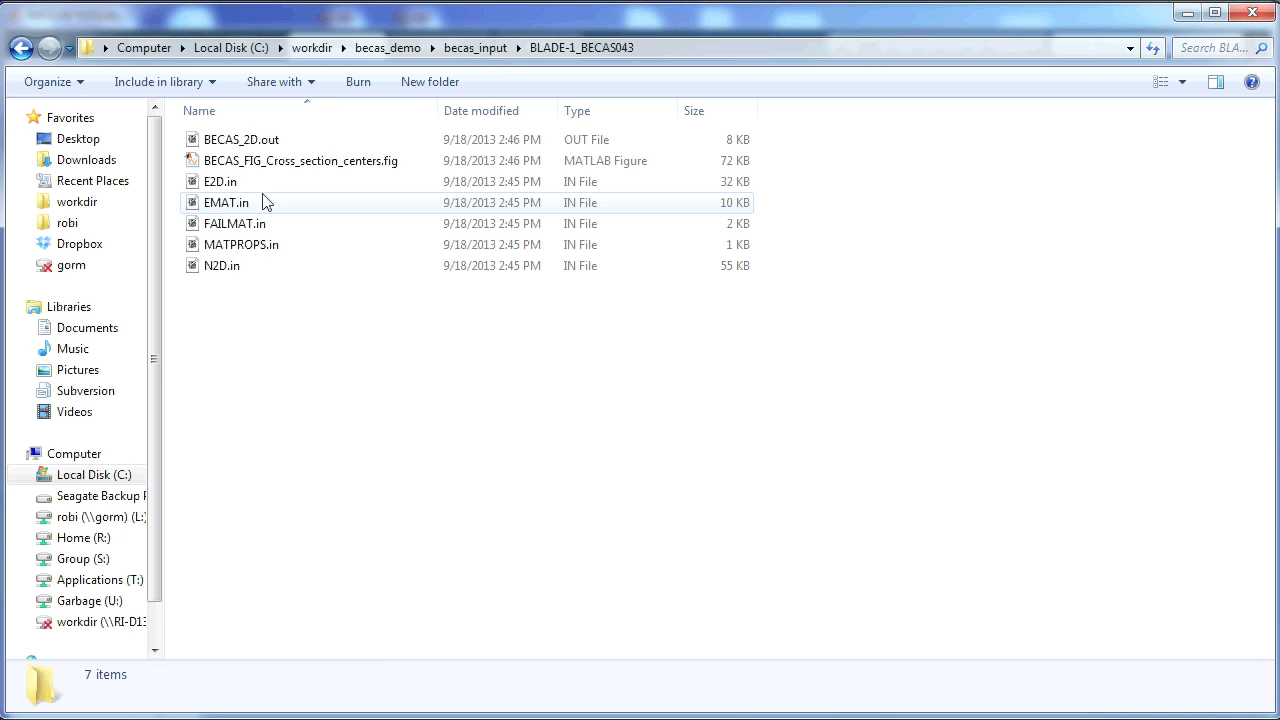 Computer Local Disk (C:) workdir becas_demo becas_input BLADE-1_BECAS043 Search BLA...
Organize Include in library Share with Burn New folder
Name Date modified Type Size
BECAS_2D.out 9/18/2013 2:46 PM OUT File 8 KB
BECAS_FIG_Cross_section_centers.fig 9/18/2013 2:46 PM MATLAB Figure 72 KB
E2D.in 9/18/2013 2:45 PM IN File 32 KB
EMAT.in 9/18/2013 2:45 PM IN File 10 KB
FAILMAT.in 9/18/2013 2:45 PM IN File 2 KB
MATPROPS.in 9/18/2013 2:45 PM IN File 1 KB
N2D.in 9/18/2013 2:45 PM IN File 55 KB
Favorites
Desktop
Downloads
Recent Places
workdir
robi
Dropbox
gorm
Libraries
Documents
Music
Pictures
Subversion
Videos
Computer
Local Disk (C:)
Seagate Backup
robi (\\gorm) (L:)
Home (R:)
Group (S:)
Applications (T:)
Garbage (U:)
workdir (\\RI-D13
7 items